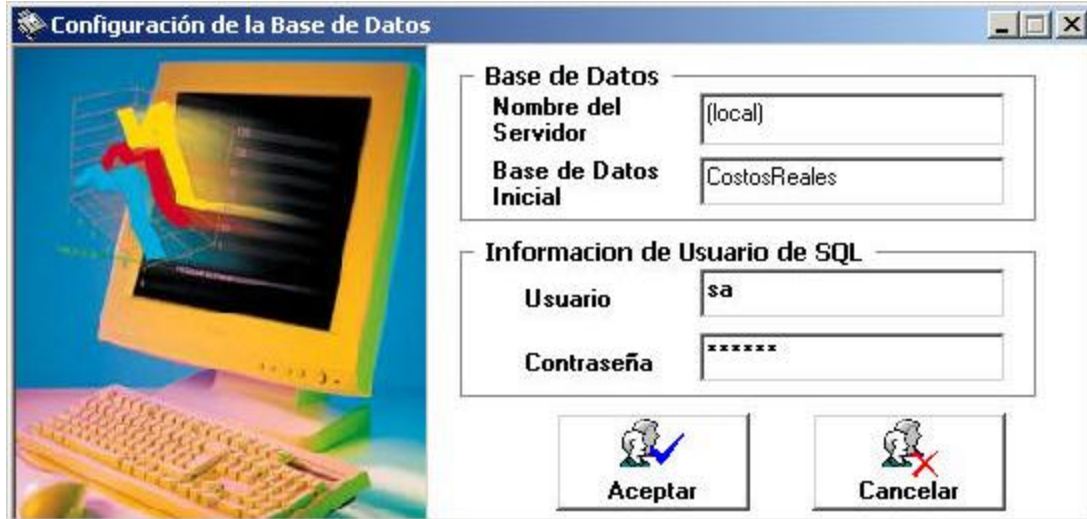 Configuración de la Base de Datos
Base de Datos
Nombre del
Servidor
(local)
Base de Datos
Inicial
CostosReales
Informacion de Usuario de SQL
Usuario
sa
Contraseña
******
Aceptar
Cancelar